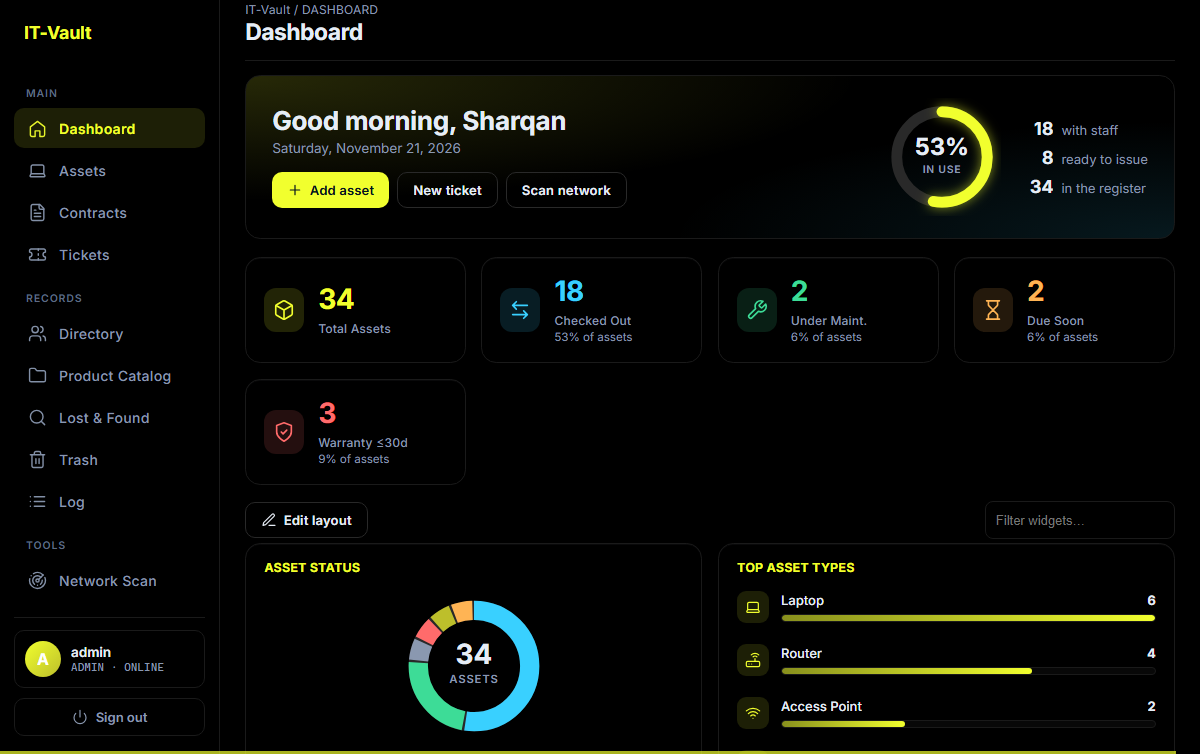 IT-Vault
MAIN
Dashboard
Assets
Contracts
Tickets
RECORDS
Directory
Product Catalog
Lost & Found
Trash
Log
TOOLS
Network Scan
A
admin
ADMIN · ONLINE
Sign out
IT-Vault / DASHBOARD
Dashboard
Good morning, Sharqan
Saturday, November 21, 2026
Add asset
New ticket
Scan network
53%
IN USE
18 with staff
8 ready to issue
34 in the register
34
Total Assets
18
Checked Out
53% of assets
2
Under Maint.
6% of assets
2
Due Soon
6% of assets
3
Warranty ≤30d
9% of assets
Edit layout
Filter widgets…
ASSET STATUS
34
ASSETS
TOP ASSET TYPES
Laptop 6
Router 4
Access Point 2